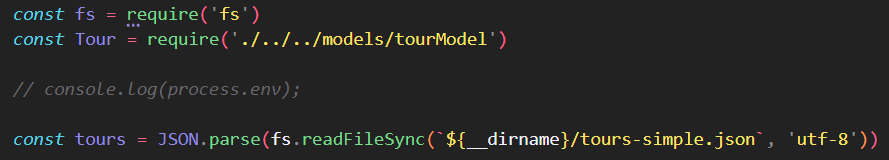 const fs = require('fs')
const Tour = require('./../../models/tourModel')
// console.log(process.env);
const tours = JSON.parse(fs.readFileSync(`${__dirname}/tours-simple.json`, 'utf-8'))